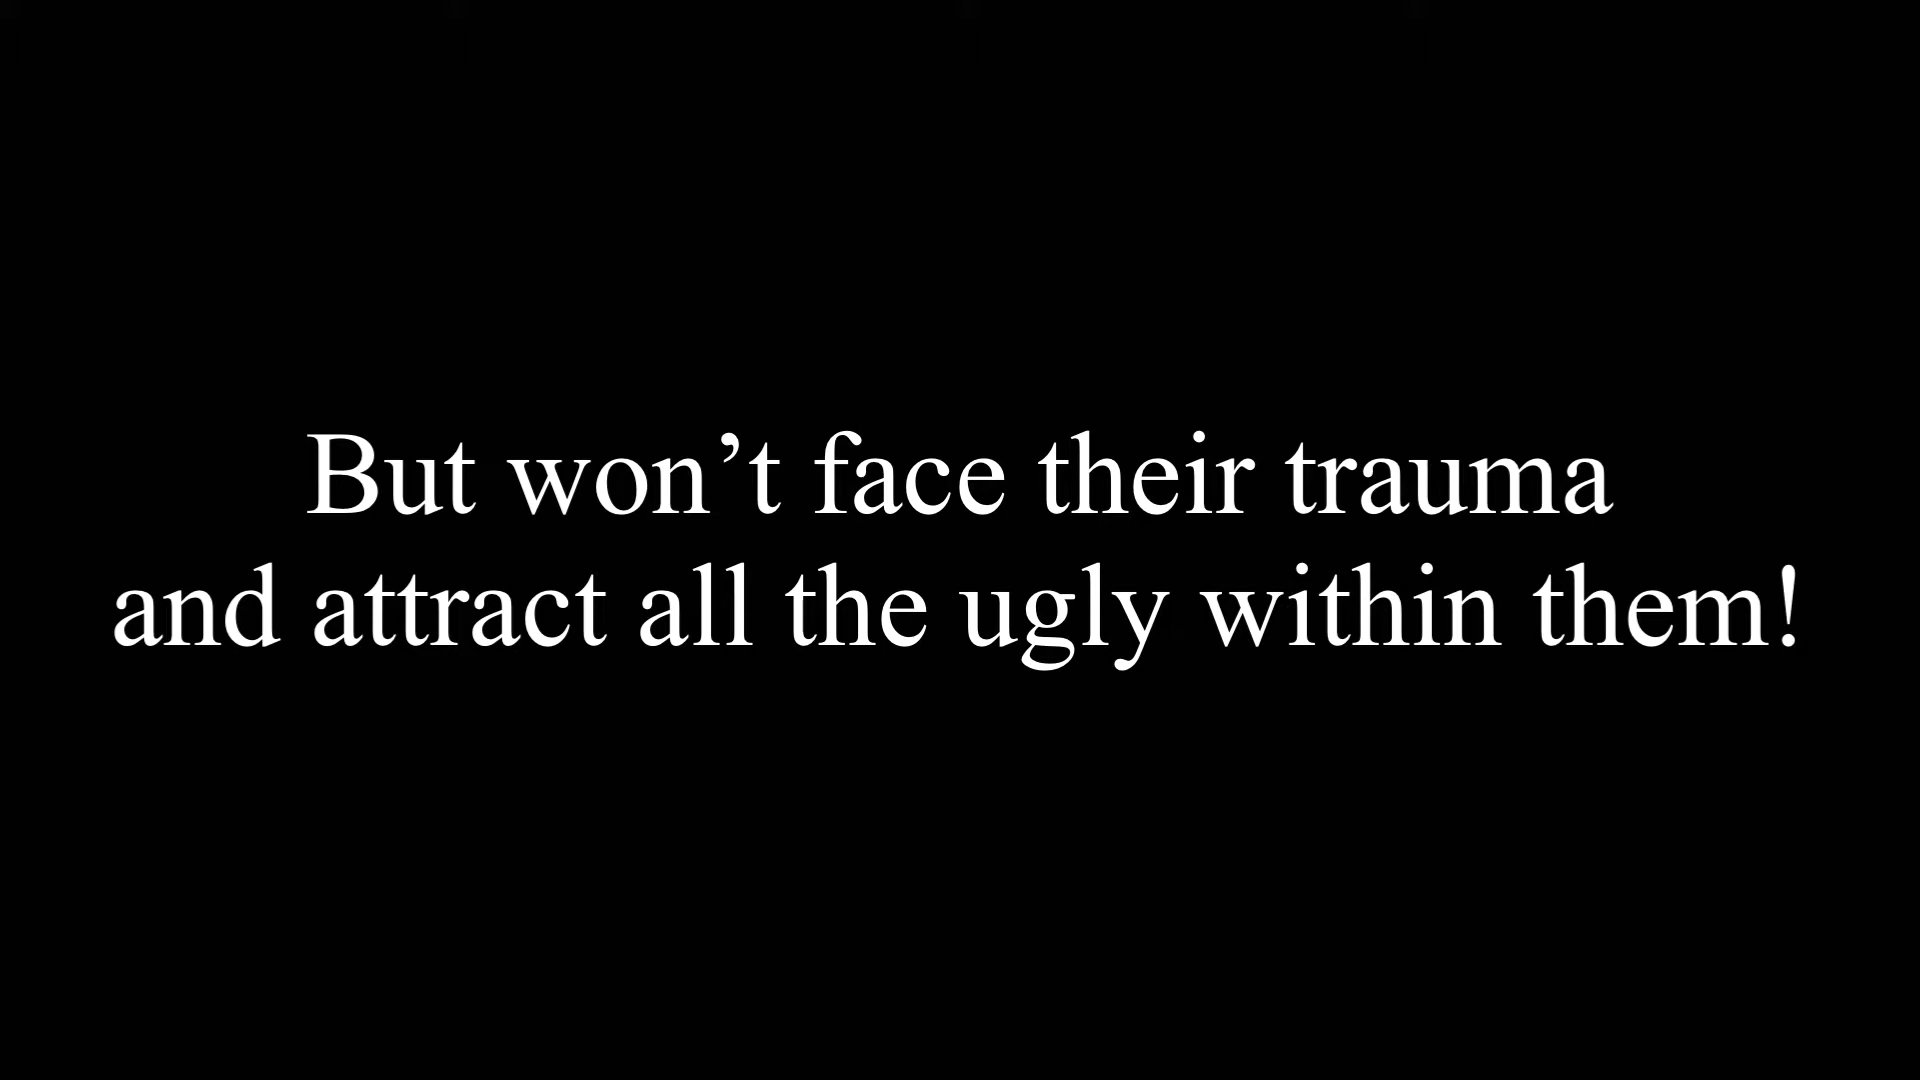 But won’t face their trauma
and attract all the ugly within them!